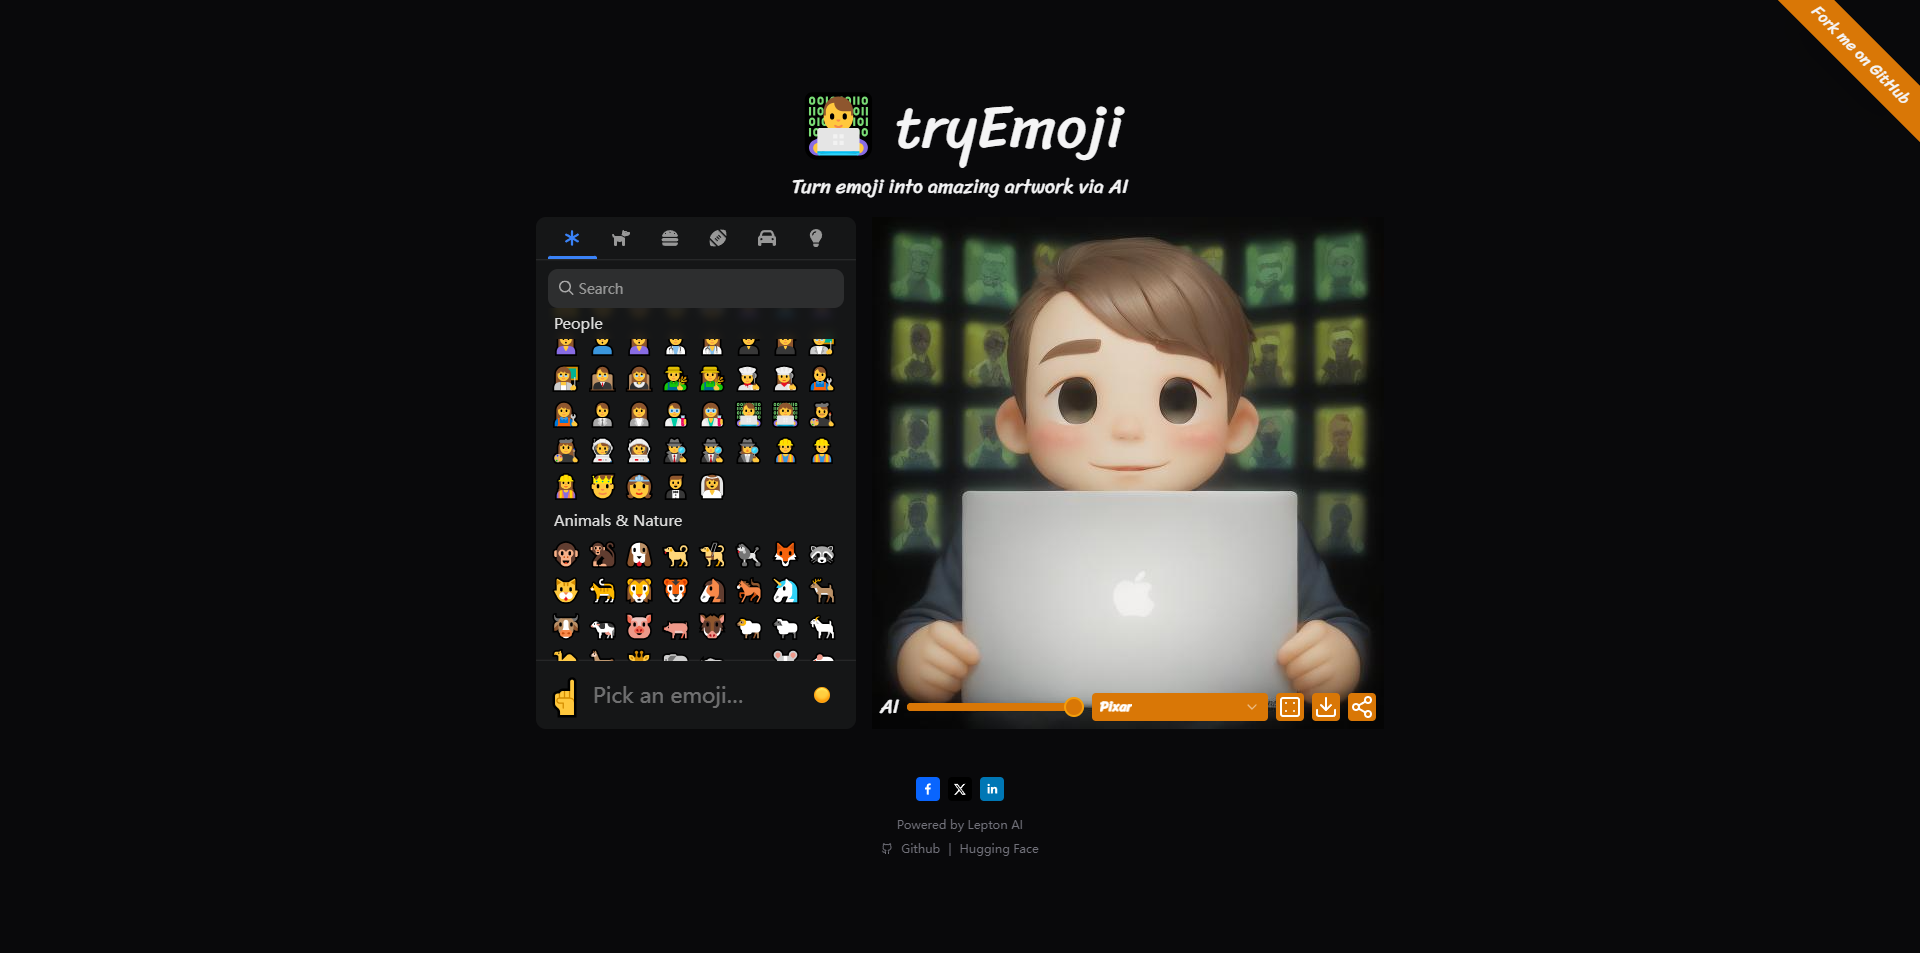 Fork me on GitHub
tryEmoji
Turn emoji into amazing artwork via AI
Search
People
Animals & Nature
Pick an emoji...
AI
Pixar
Powered by Lepton AI
Github | Hugging Face